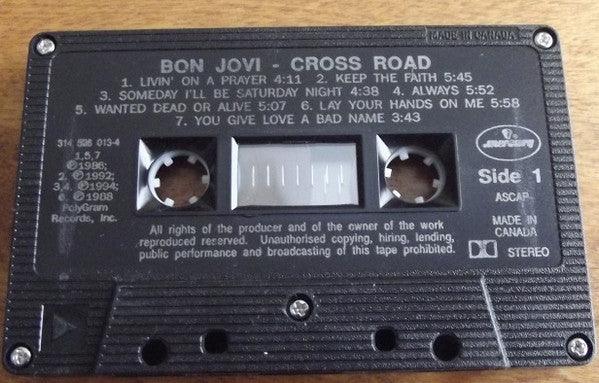 MADE IN CANADA
BON JOVI - CROSS ROAD
1. LIVIN' ON A PRAYER 4:11 2. KEEP THE FAITH 5:45
3. SOMEDAY I'LL BE SATURDAY NIGHT 4:38 4. ALWAYS 5:52
5. WANTED DEAD OR ALIVE 5:07 6. LAY YOUR HANDS ON ME 5:58
7. YOU GIVE LOVE A BAD NAME 3:43
314 526 013-4
1,5,7
℗1986;
2. ℗1992;
3,4. ℗1994;
6. ℗1988
PolyGram
Records, Inc.
mercury
Side 1
ASCAP
MADE IN
CANADA
STEREO
All rights of the producer and of the owner of the work
reproduced reserved. Unauthorised copying, hiring, lending,
public performance and broadcasting of this tape prohibited.